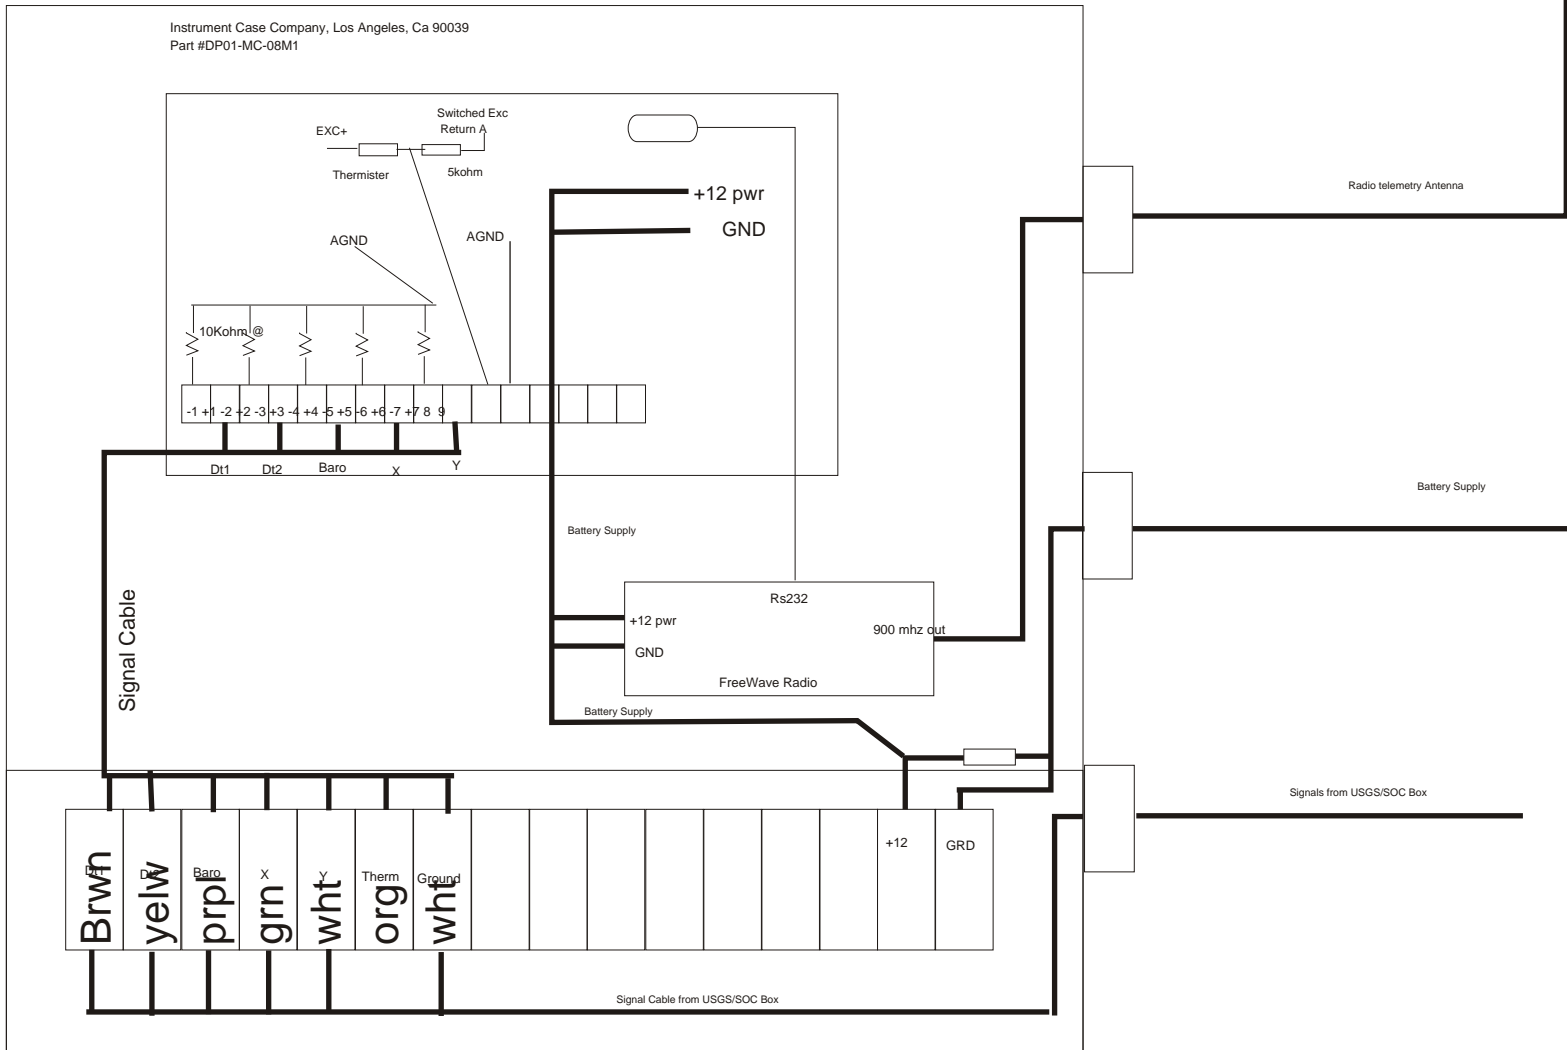 Instrument Case Company, Los Angeles, Ca 90039
Part #DP01-MC-08M1
Switched Exc
Return A
EXC+
Thermister
5kohm
+12 pwr
GND
AGND
AGND
10Kohm @
-1 +1 -2 +2 -3 +3 -4 +4 -5 +5 -6 +6 -7 +7 8 9
Dt1
Dt2
Baro
X
Y
Radio telemetry Antenna
Battery Supply
Battery Supply
Signal Cable
Rs232
+12 pwr
900 mhz out
GND
FreeWave Radio
Battery Supply
Signals from USGS/SOC Box
+12
GRD
Dt1
Dt2
Baro
X
Y
Therm
Ground
Brwn
yelw
prpl
grn
wht
org
wht
Signal Cable from USGS/SOC Box